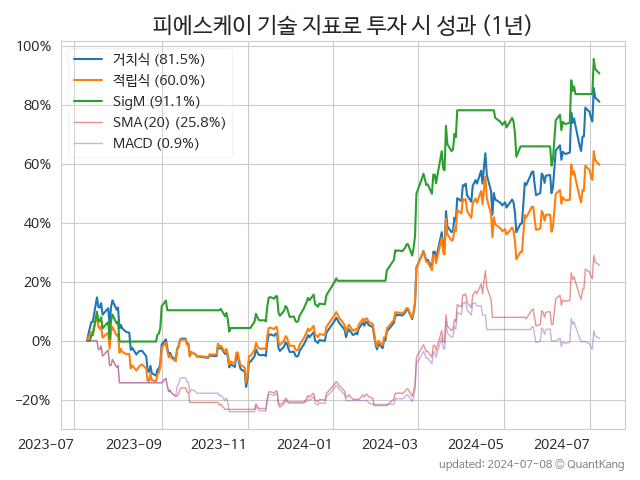 피에스케이 기술 지표로 투자 시 성과 (1년)
100%
80%
60%
40%
20%
0%
−20%
거치식 (81.5%)
적립식 (60.0%)
SigM (91.1%)
SMA(20) (25.8%)
MACD (0.9%)
2023-07
2023-09
2023-11
2024-01
2024-03
2024-05
2024-07
updated: 2024-07-08 © QuantKang